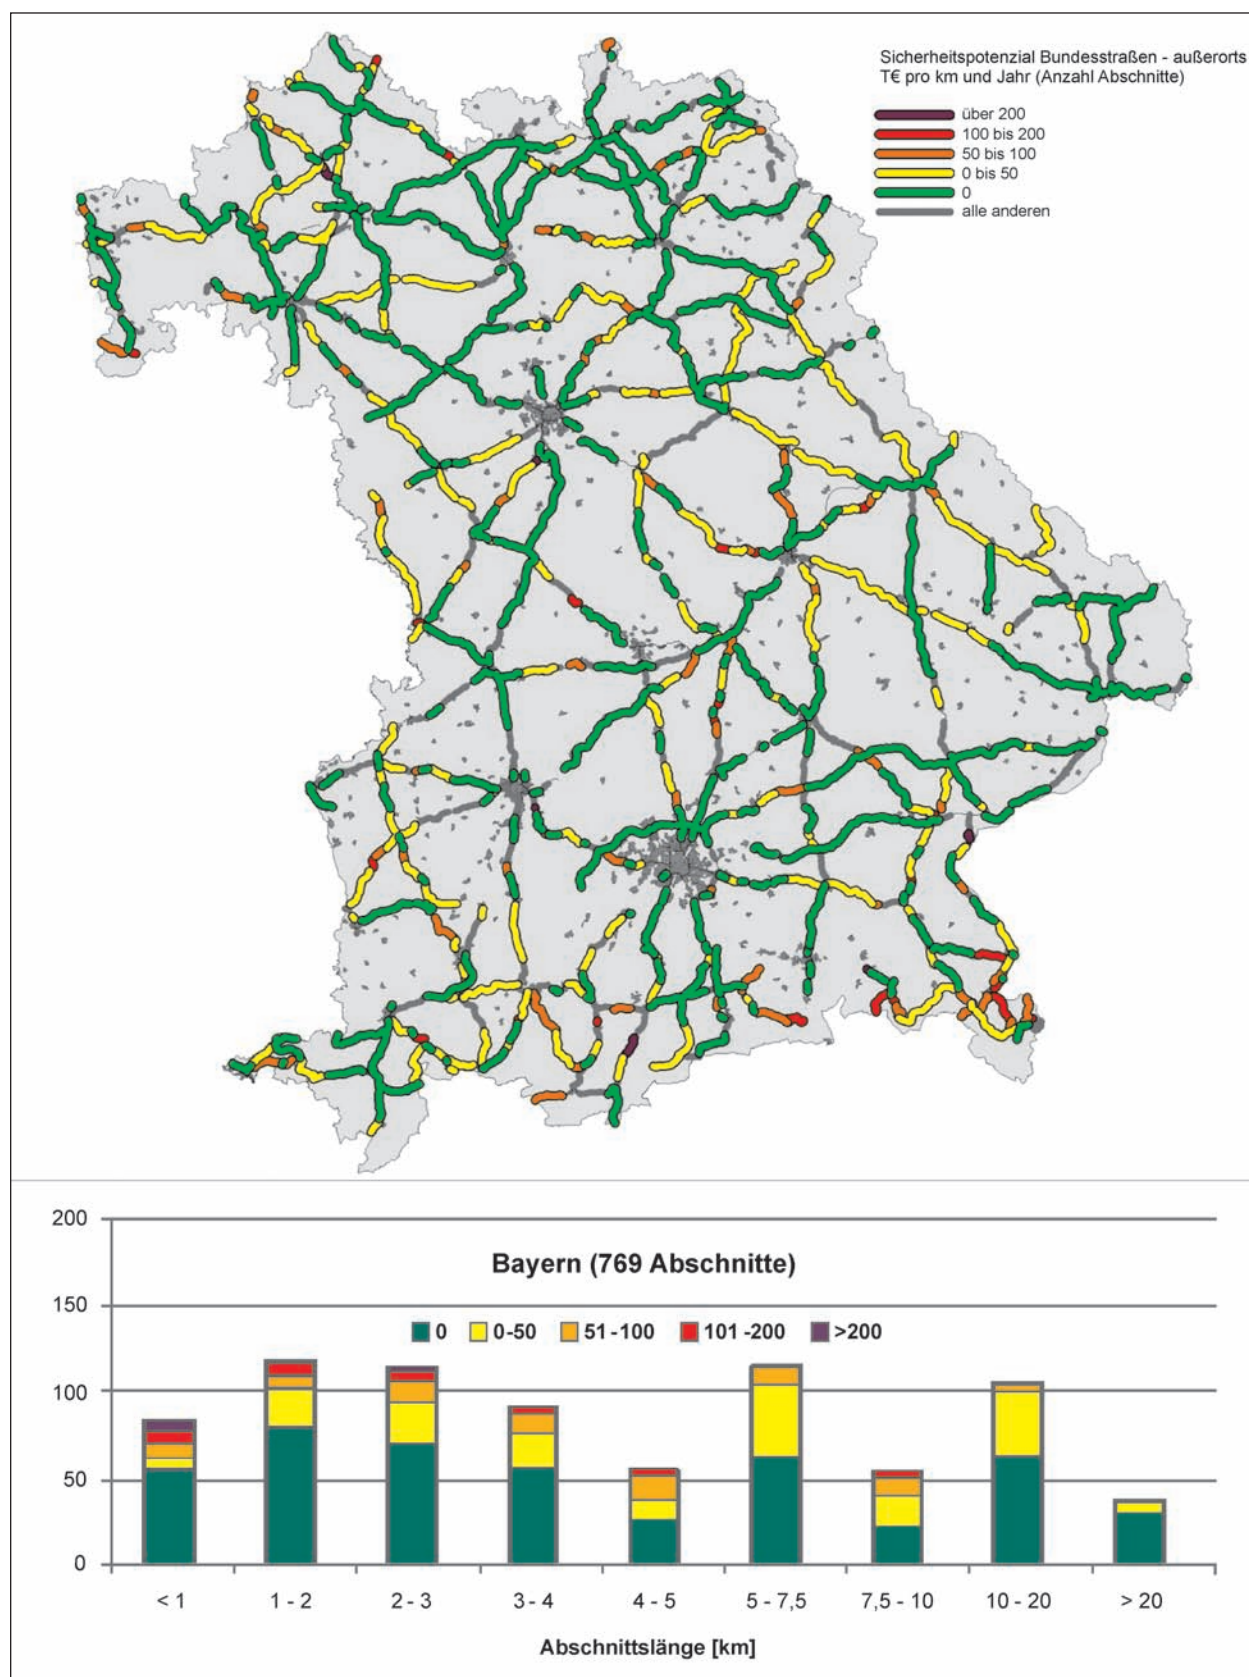 Sicherheitspotenzial Bundesstraßen - außerorts
T€ pro km und Jahr (Anzahl Abschnitte)
über 200
100 bis 200
50 bis 100
0 bis 50
0
alle anderen
200
Bayern (769 Abschnitte)
150
0 0-50 51-100 101-200 >200
100
50
0
< 1 1 - 2 2 - 3 3 - 4 4 - 5 5 - 7,5 7,5 - 10 10 - 20 > 20
Abschnittslänge [km]